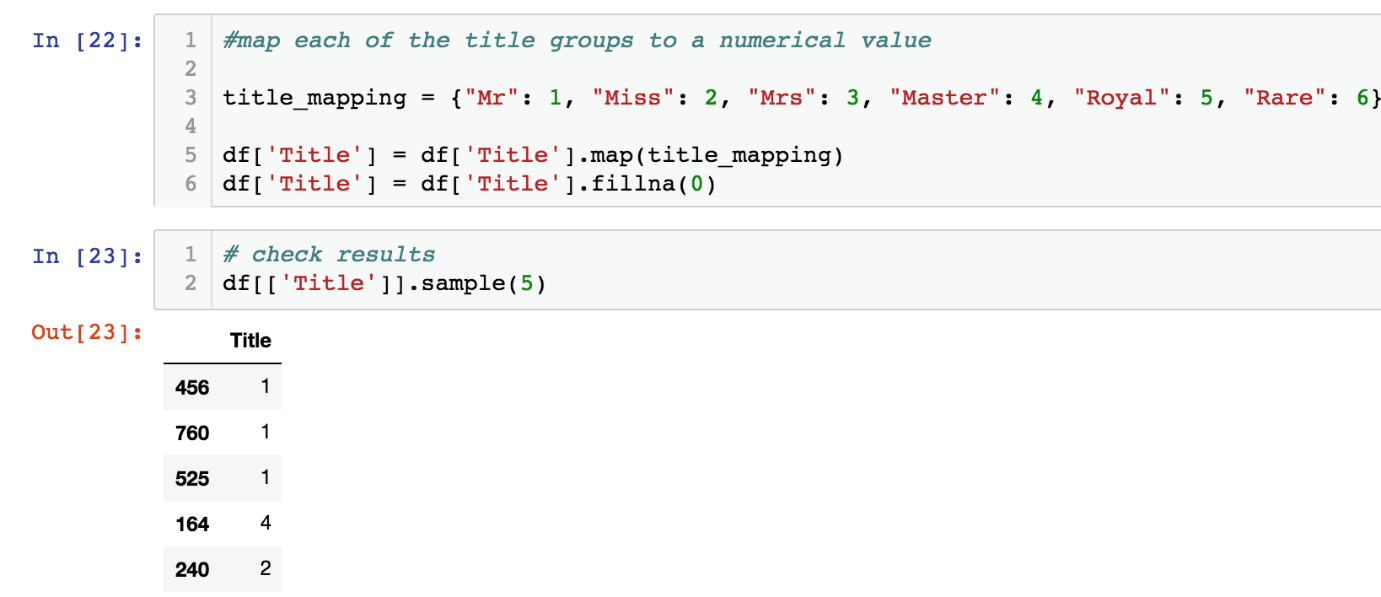 In [22]:
1 #map each of the title groups to a numerical value
2
3 title_mapping = {"Mr": 1, "Miss": 2, "Mrs": 3, "Master": 4, "Royal": 5, "Rare": 6}
4
5 df['Title'] = df['Title'].map(title_mapping)
6 df['Title'] = df['Title'].fillna(0)
In [23]:
1 # check results
2 df[['Title']].sample(5)
Out[23]:
Title
456 1
760 1
525 1
164 4
240 2